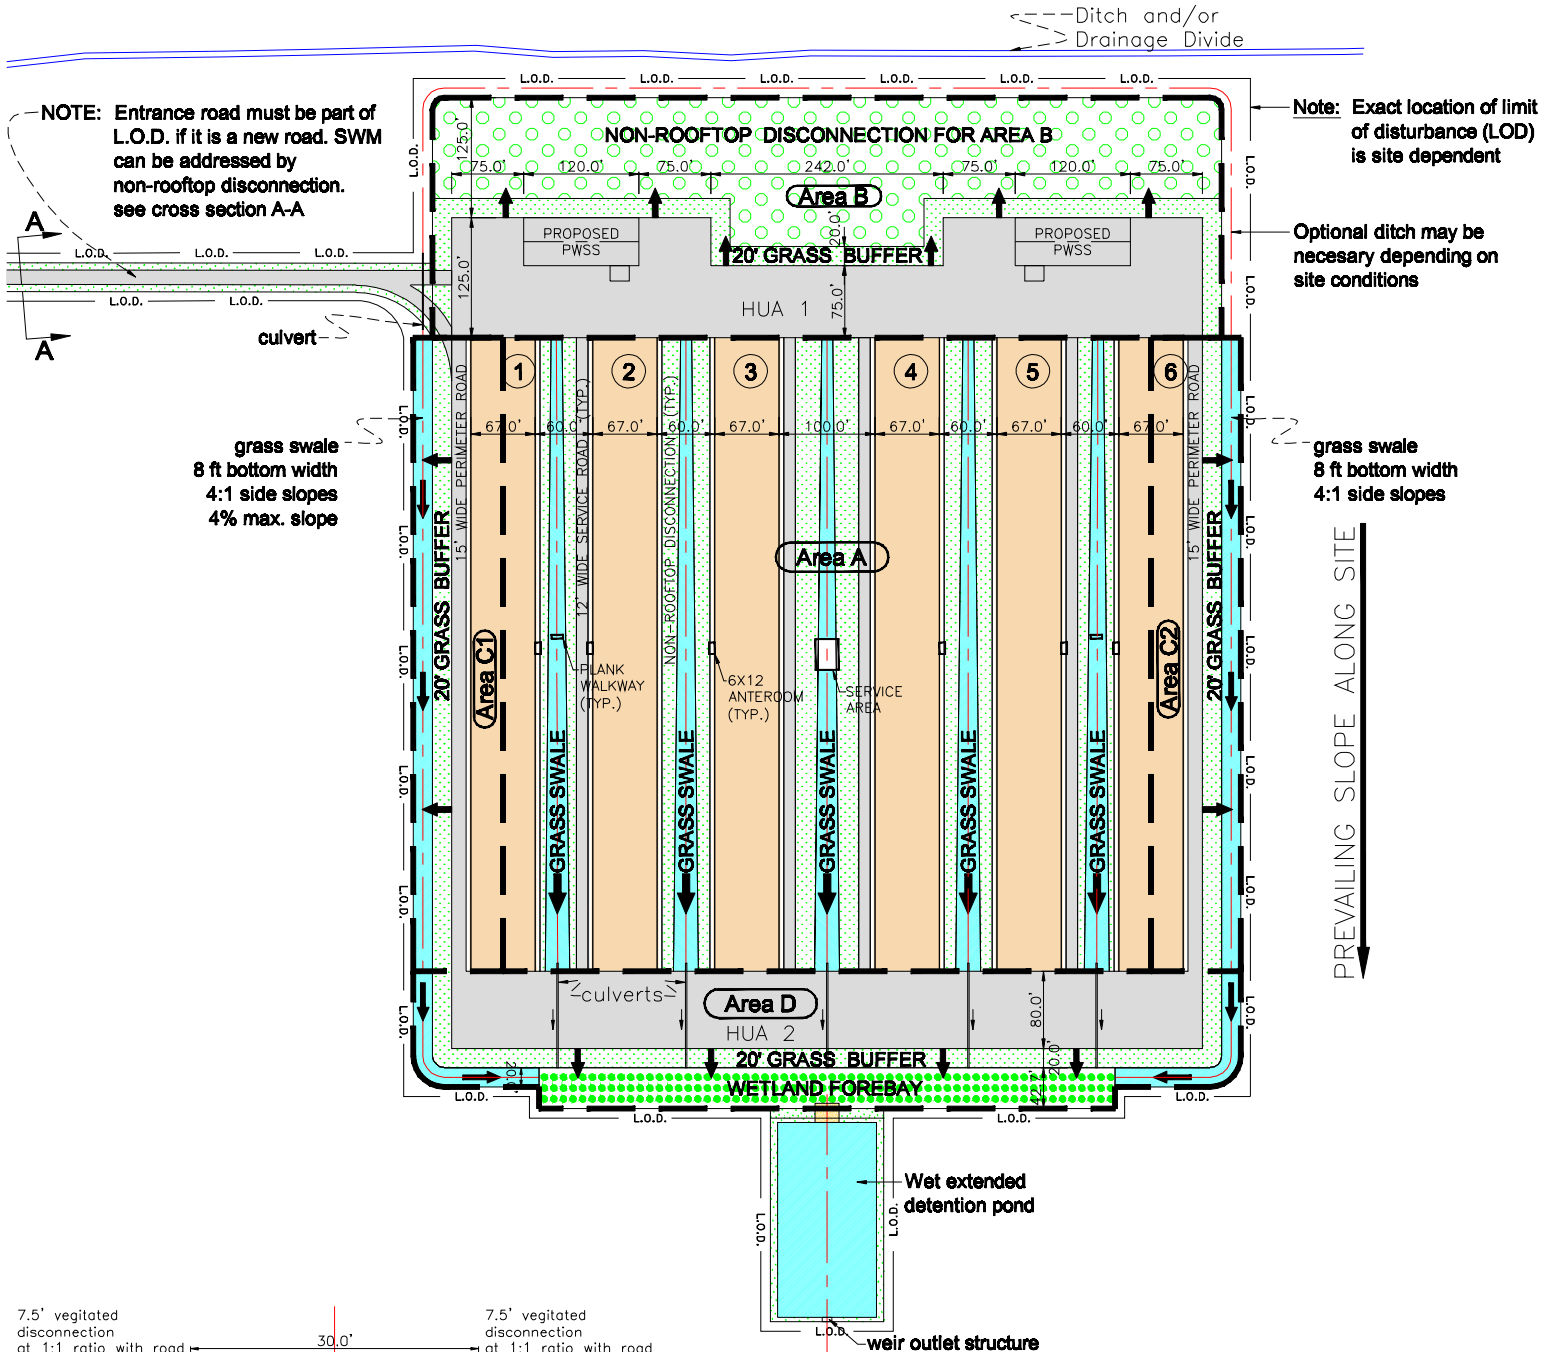 Ditch and/or
Drainage Divide
L.O.D. L.O.D. L.O.D. L.O.D. L.O.D. L.O.D.
NOTE: Entrance road must be part of
L.O.D. if it is a new road. SWM
can be addressed by
non-rooftop disconnection.
see cross section A-A
Note: Exact location of limit
of disturbance (LOD)
is site dependent
L.O.D.
L.O.D.
125.0'
NON-ROOFTOP DISCONNECTION FOR AREA B
75.0' 120.0' 75.0' 242.0' 75.0' 120.0' 75.0'
Area B
A
L.O.D. L.O.D. L.O.D.
PROPOSED
PWSS
20.0'
20' GRASS BUFFER
PROPOSED
PWSS
Optional ditch may be
necesary depending on
site conditions
L.O.D.
L.O.D. L.O.D.
125.0'
HUA 1
75.0'
A
culvert
1 2 3 4 5 6
15' WIDE PERIMETER ROAD
12' WIDE SERVICE ROAD (TYP.)
NON-ROOFTOP DISCONNECTION (TYP.)
15' WIDE PERIMETER ROAD
67.0' 60.0' 67.0' 60.0' 67.0' 100.0' 67.0' 60.0' 67.0' 60.0' 67.0'
L.O.D.
L.O.D.
grass swale
8 ft bottom width
4:1 side slopes
4% max. slope
grass swale
8 ft bottom width
4:1 side slopes
L.O.D.
L.O.D.
20' GRASS BUFFER
20' GRASS BUFFER
Area A
PREVAILING SLOPE ALONG SITE
Area C1
Area C2
L.O.D.
L.O.D.
PLANK
WALKWAY
(TYP.)
6X12
ANTEROOM
(TYP.)
SERVICE
AREA
L.O.D.
L.O.D.
GRASS SWALE
GRASS SWALE
GRASS SWALE
GRASS SWALE
GRASS SWALE
L.O.D.
L.O.D.
culverts
Area D
HUA 2
80.0'
L.O.D.
L.O.D.
20' GRASS BUFFER
20.0'
20.0'
WETLAND FOREBAY
42.7'
L.O.D. L.O.D.
L.O.D. L.O.D.
Wet extended
detention pond
L.O.D.
L.O.D.
L.O.D.
weir outlet structure
7.5' vegitated
disconnection
at 1:1 ratio with road
30.0'
7.5' vegitated
disconnection
at 1:1 ratio with road